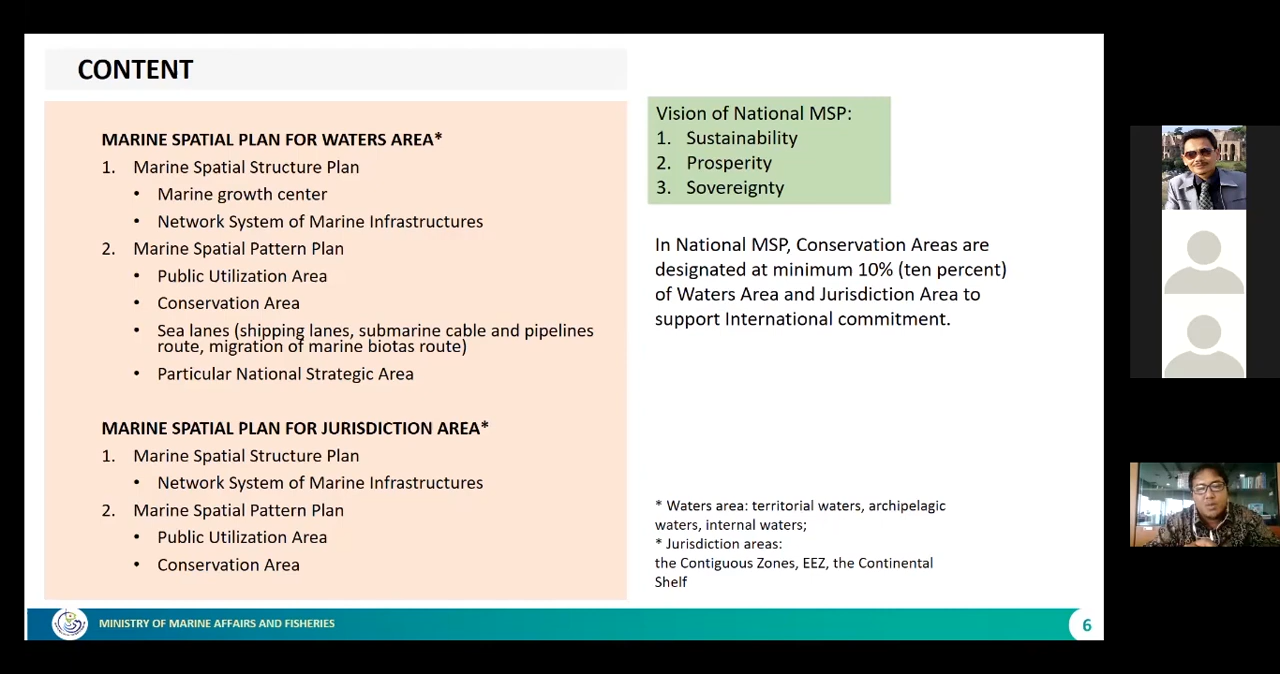 CONTENT
MARINE SPATIAL PLAN FOR WATERS AREA*
1. Marine Spatial Structure Plan
• Marine growth center
• Network System of Marine Infrastructures
2. Marine Spatial Pattern Plan
• Public Utilization Area
• Conservation Area
• Sea lanes (shipping lanes, submarine cable and pipelines
route, migration of marine biotas route)
• Particular National Strategic Area
MARINE SPATIAL PLAN FOR JURISDICTION AREA*
1. Marine Spatial Structure Plan
• Network System of Marine Infrastructures
2. Marine Spatial Pattern Plan
• Public Utilization Area
• Conservation Area
Vision of National MSP:
1. Sustainability
2. Prosperity
3. Sovereignty
In National MSP, Conservation Areas are
designated at minimum 10% (ten percent)
of Waters Area and Jurisdiction Area to
support International commitment.
* Waters area: territorial waters, archipelagic
waters, internal waters;
* Jurisdiction areas:
the Contiguous Zones, EEZ, the Continental
Shelf
MINISTRY OF MARINE AFFAIRS AND FISHERIES
6